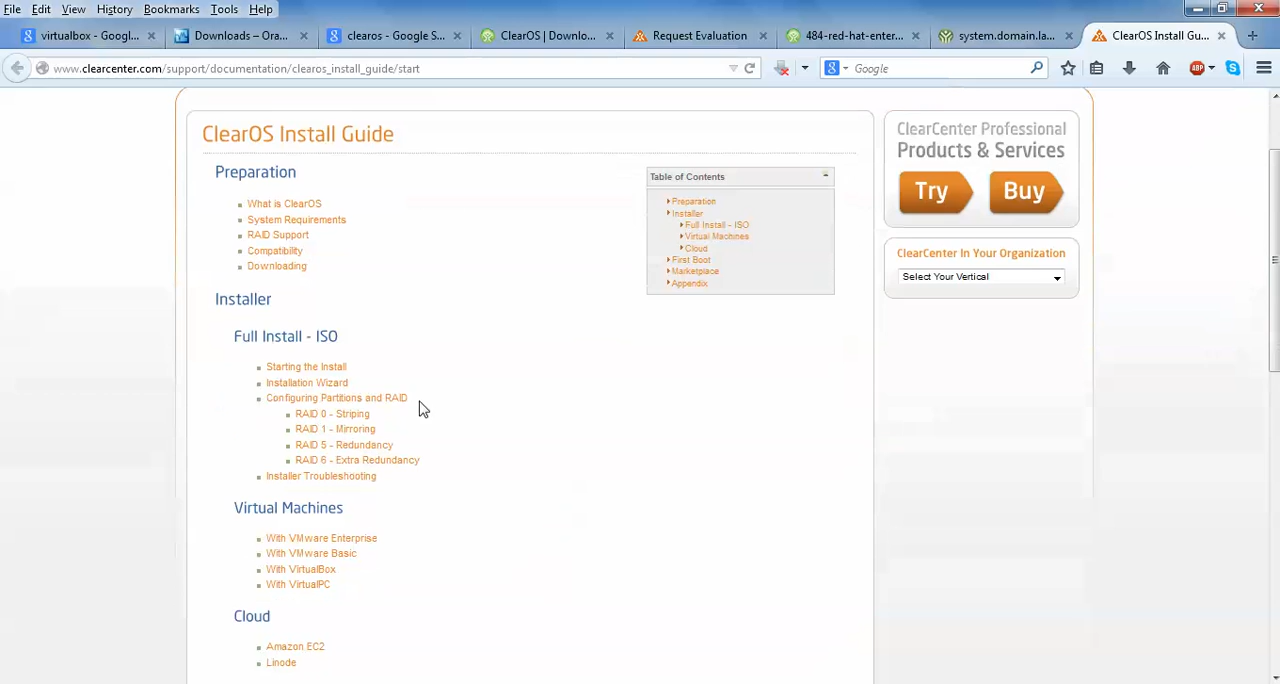 File Edit View History Bookmarks Tools Help
virtualbox - Googl...
Downloads – Ora...
clearos - Google S...
ClearOS | Downlo...
Request Evaluation
484-red-hat-enter...
system.domain.la...
ClearOS Install Gu...
www.clearcenter.com/support/documentation/clearos_install_guide/start
Google
ABP
ClearOS Install Guide
Preparation
What is ClearOS
System Requirements
RAID Support
Compatibility
Downloading
Installer
Full Install - ISO
Starting the Install
Installation Wizard
Configuring Partitions and RAID
RAID 0 - Striping
RAID 1 - Mirroring
RAID 5 - Redundancy
RAID 6 - Extra Redundancy
Installer Troubleshooting
Virtual Machines
With VMware Enterprise
With VMware Basic
With VirtualBox
With VirtualPC
Cloud
Amazon EC2
Linode
Table of Contents
Preparation
Installer
Full Install - ISO
Virtual Machines
Cloud
First Boot
Marketplace
Appendix
ClearCenter Professional
Products & Services
Try Buy
ClearCenter In Your Organization
Select Your Vertical